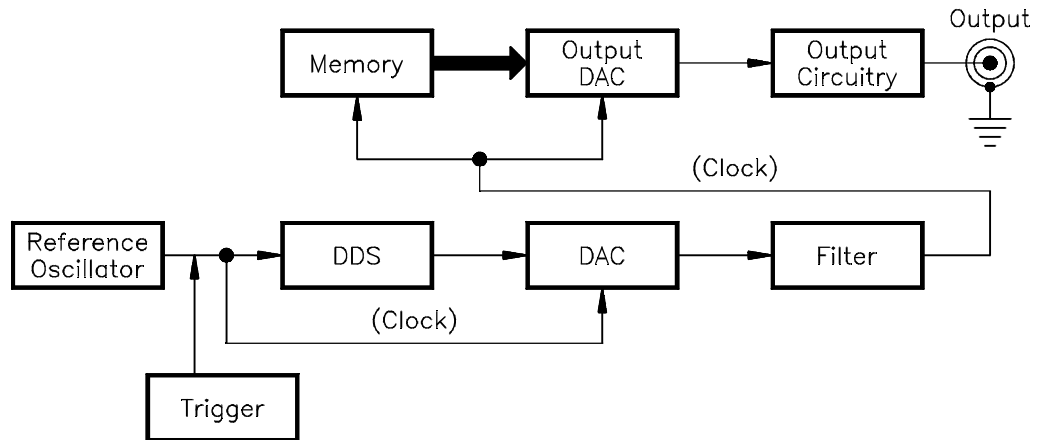 Output
Memory
Output
DAC
Output
Circuitry
(Clock)
Reference
Oscillator
DDS
DAC
Filter
(Clock)
Trigger